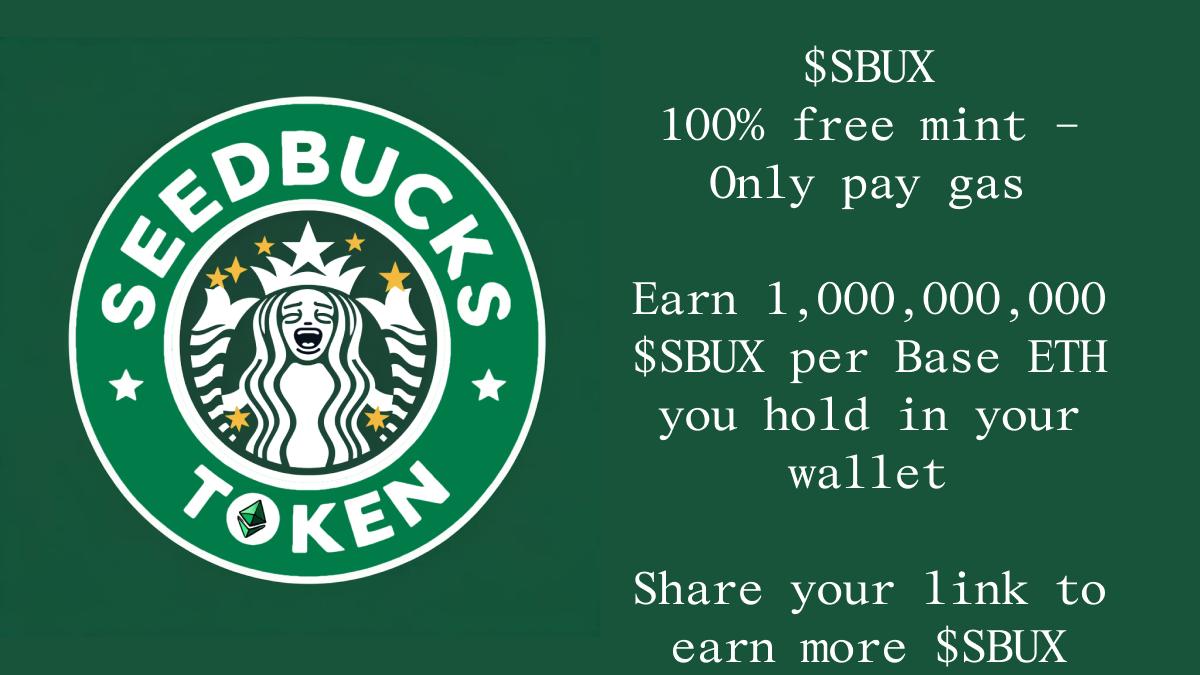 SEEDBUCKS
TOKEN
$SBUX
100% free mint –
Only pay gas
Earn 1,000,000,000
$SBUX per Base ETH
you hold in your
wallet
Share your link to
earn more $SBUX